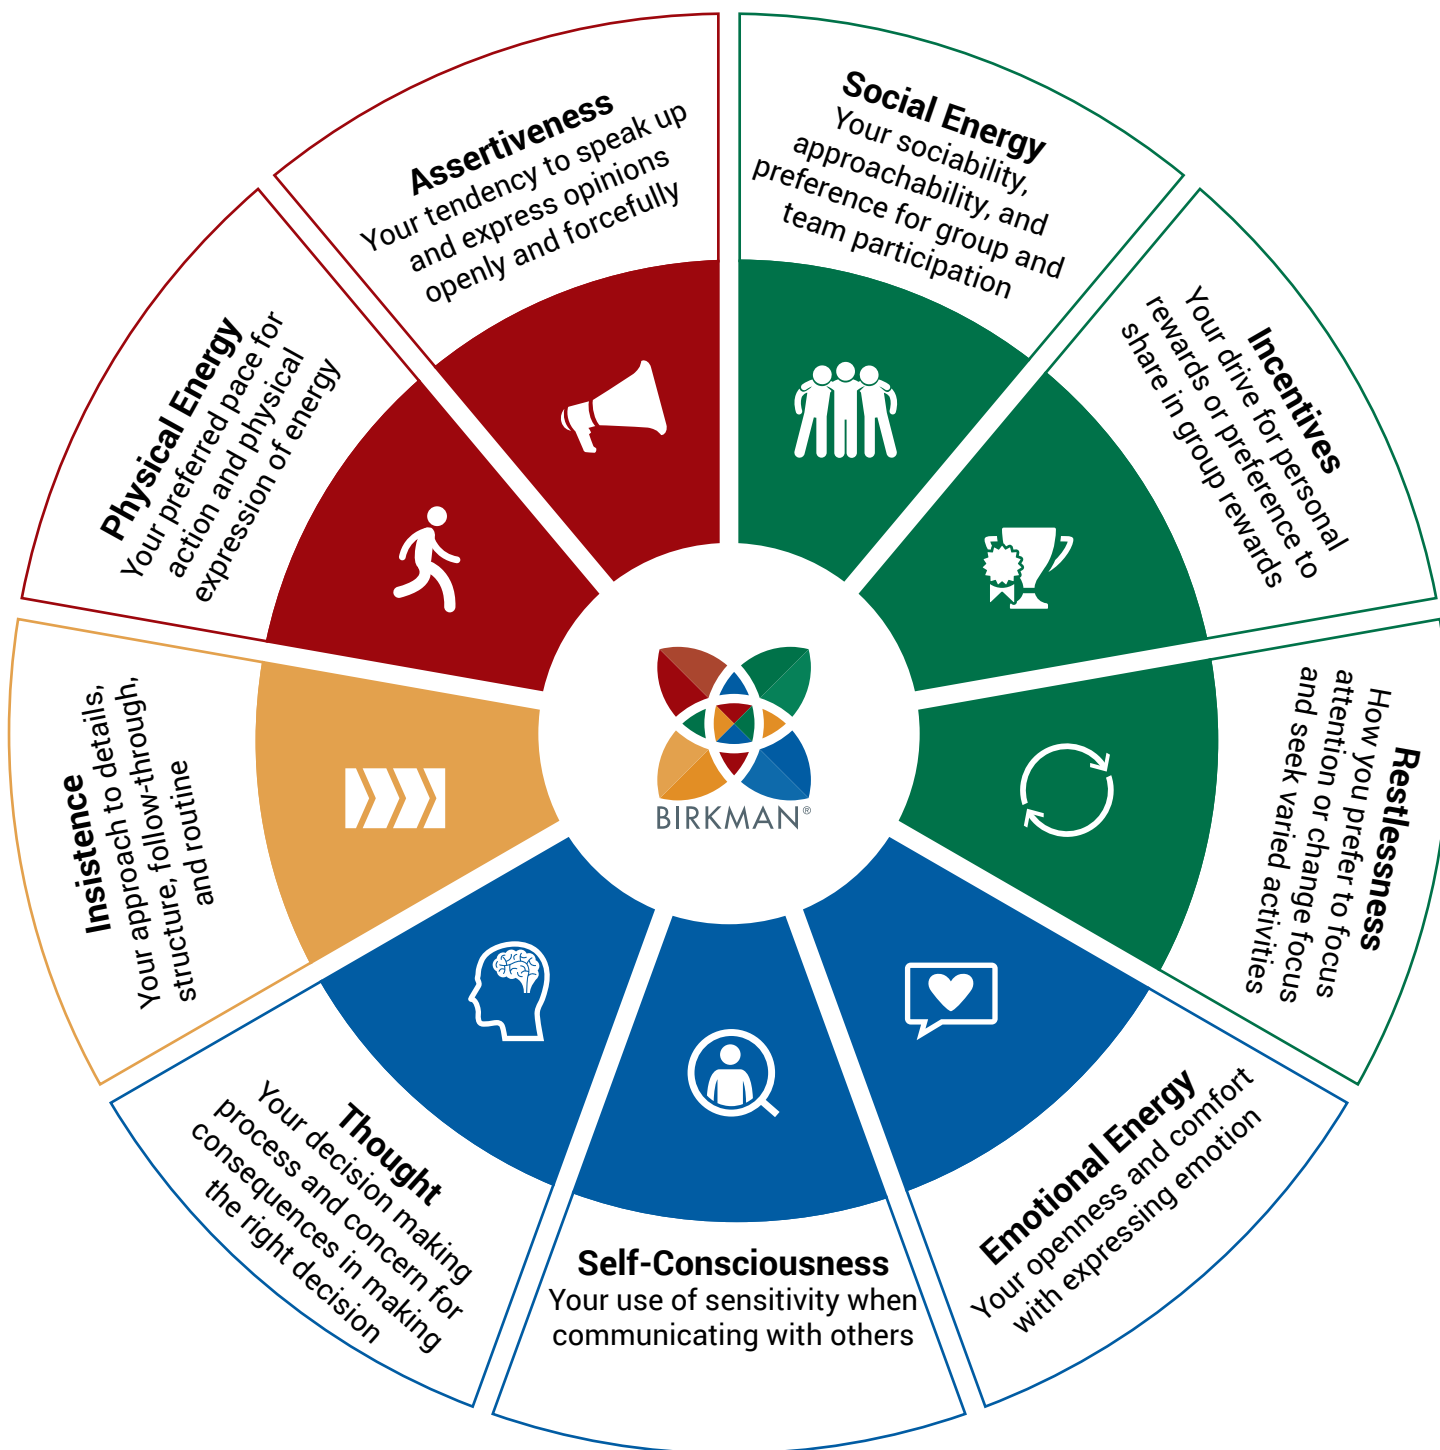 Social Energy
Your sociability,
approachability, and
preference for group and
team participation
Incentives
Your drive for personal
rewards or preference to
share in group rewards
Restlessness
How you prefer to focus
attention or change focus
and seek varied activities
Emotional Energy
Your openness and comfort
with expressing emotion
Self-Consciousness
Your use of sensitivity when
communicating with others
Thought
Your decision making
process and concern for
consequences in making
the right decision
Insistence
Your approach to details,
structure, follow-through,
and routine
Physical Energy
Your preferred pace for
action and physical
expression of energy
Assertiveness
Your tendency to speak up
and express opinions
openly and forcefully
BIRKMAN®